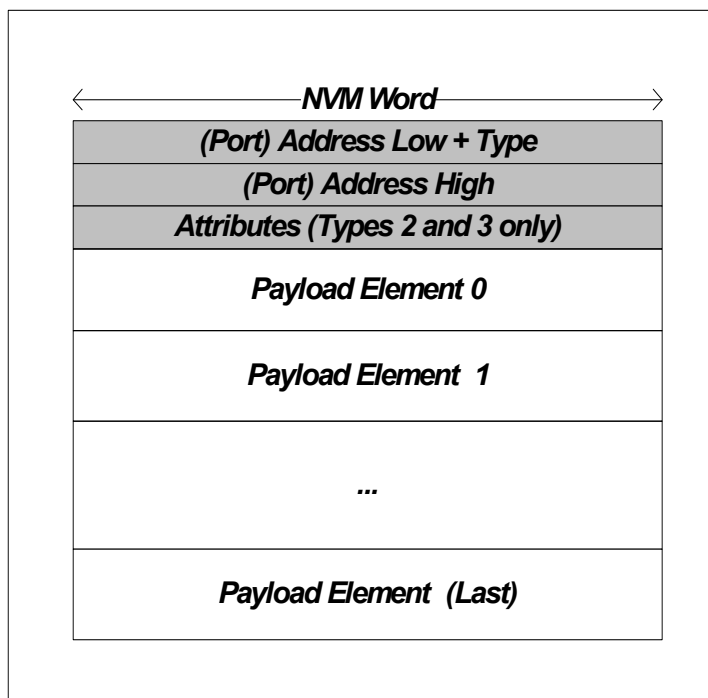 NVM Word
(Port) Address Low + Type
(Port) Address High
Attributes (Types 2 and 3 only)
Payload Element 0
Payload Element 1
...
Payload Element (Last)